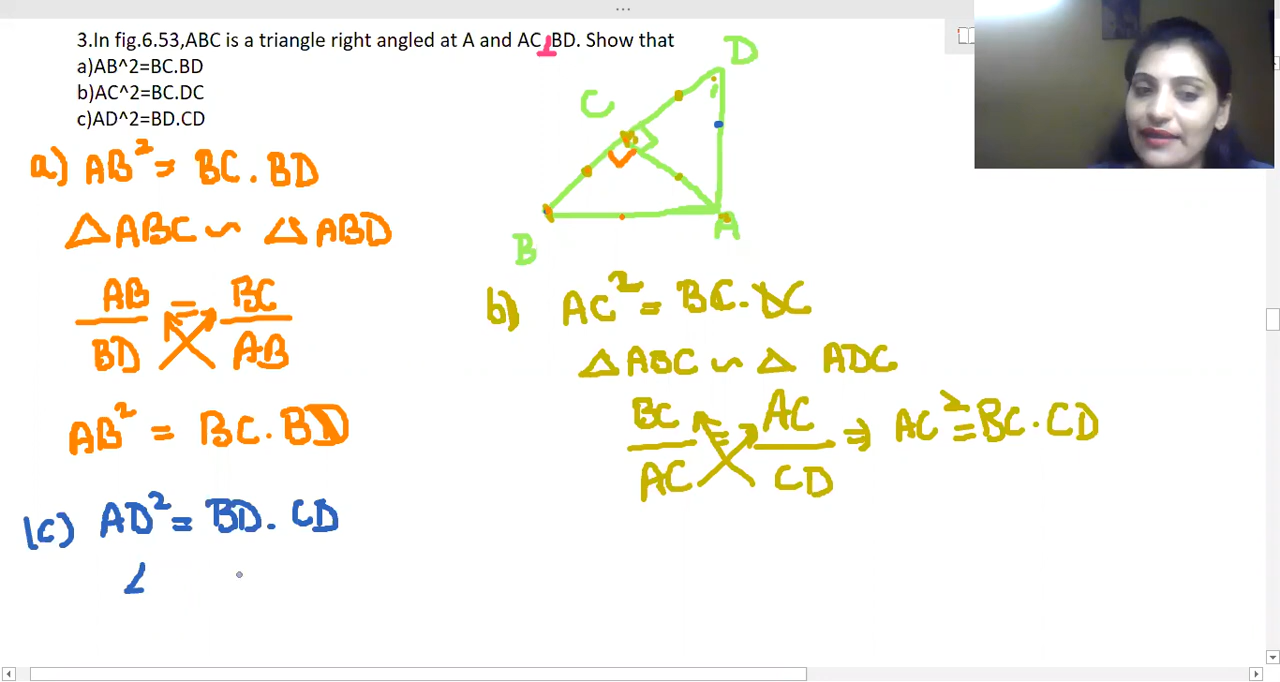 3.In fig.6.53,ABC is a triangle right angled at A and AC⊥BD. Show that
a)AB^2=BC.BD
b)AC^2=BC.DC
c)AD^2=BD.CD
D
C
B
A
a) AB² = BC . BD
△ABC ~ △ABD
AB/BD = BC/AB
AB² = BC . BD
b) AC² = BC . DC
△ABC ~ △ ADC
BC/AC = AC/CD ⇒ AC² = BC . CD
(c) AD² = BD . CD
∠